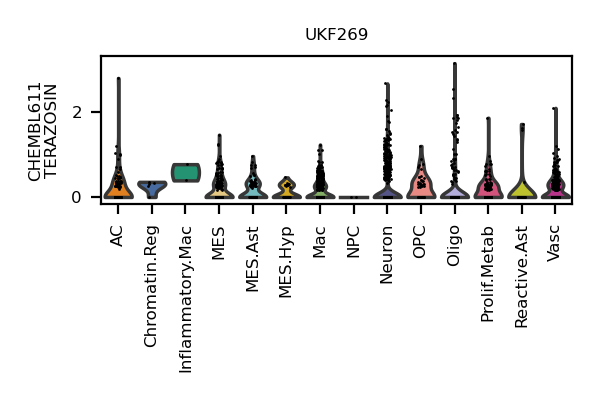 UKF269
CHEMBL611
TERAZOSIN
2
0
AC
Chromatin.Reg
Inflammatory.Mac
MES
MES.Ast
MES.Hyp
Mac
NPC
Neuron
OPC
Oligo
Prolif.Metab
Reactive.Ast
Vasc